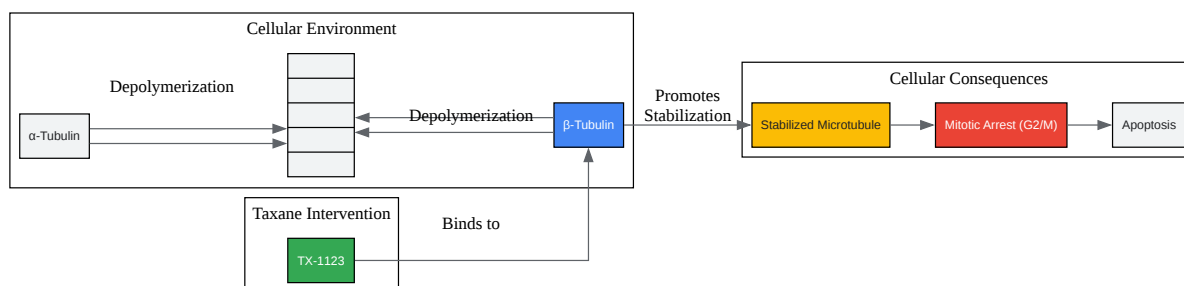 Cellular Environment
Depolymerization
α-Tubulin
Depolymerization
β-Tubulin
Promotes
Stabilization
Cellular Consequences
Stabilized Microtubule
Mitotic Arrest (G2/M)
Apoptosis
Taxane Intervention
TX-1123
Binds to